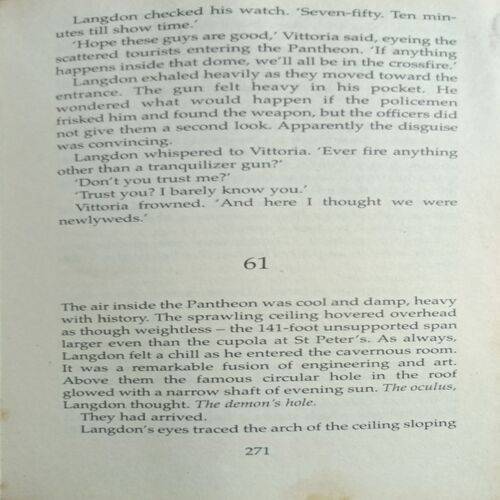 Langdon checked his watch. 'Seven-fifty. Ten min-
utes till show time.'
'Hope these guys are good,' Vittoria said, eyeing the
scattered tourists entering the Pantheon. 'If anything
happens inside that dome, we'll all be in the crossfire.'
Langdon exhaled heavily as they moved toward the
entrance. The gun felt heavy in his pocket. He
wondered what would happen if the policemen
frisked him and found the weapon, but the officers did
not give them a second look. Apparently the disguise
was convincing.
Langdon whispered to Vittoria. 'Ever fire anything
other than a tranquilizer gun?'
'Don't you trust me?'
'Trust you? I barely know you.'
Vittoria frowned. 'And here I thought we were
newlyweds.'
61
The air inside the Pantheon was cool and damp, heavy
with history. The sprawling ceiling hovered overhead
as though weightless – the 141-foot unsupported span
larger even than the cupola at St Peter's. As always,
Langdon felt a chill as he entered the cavernous room.
It was a remarkable fusion of engineering and art.
Above them the famous circular hole in the roof
glowed with a narrow shaft of evening sun. The oculus,
Langdon thought. The demon's hole.
They had arrived.
Langdon's eyes traced the arch of the ceiling sloping
271